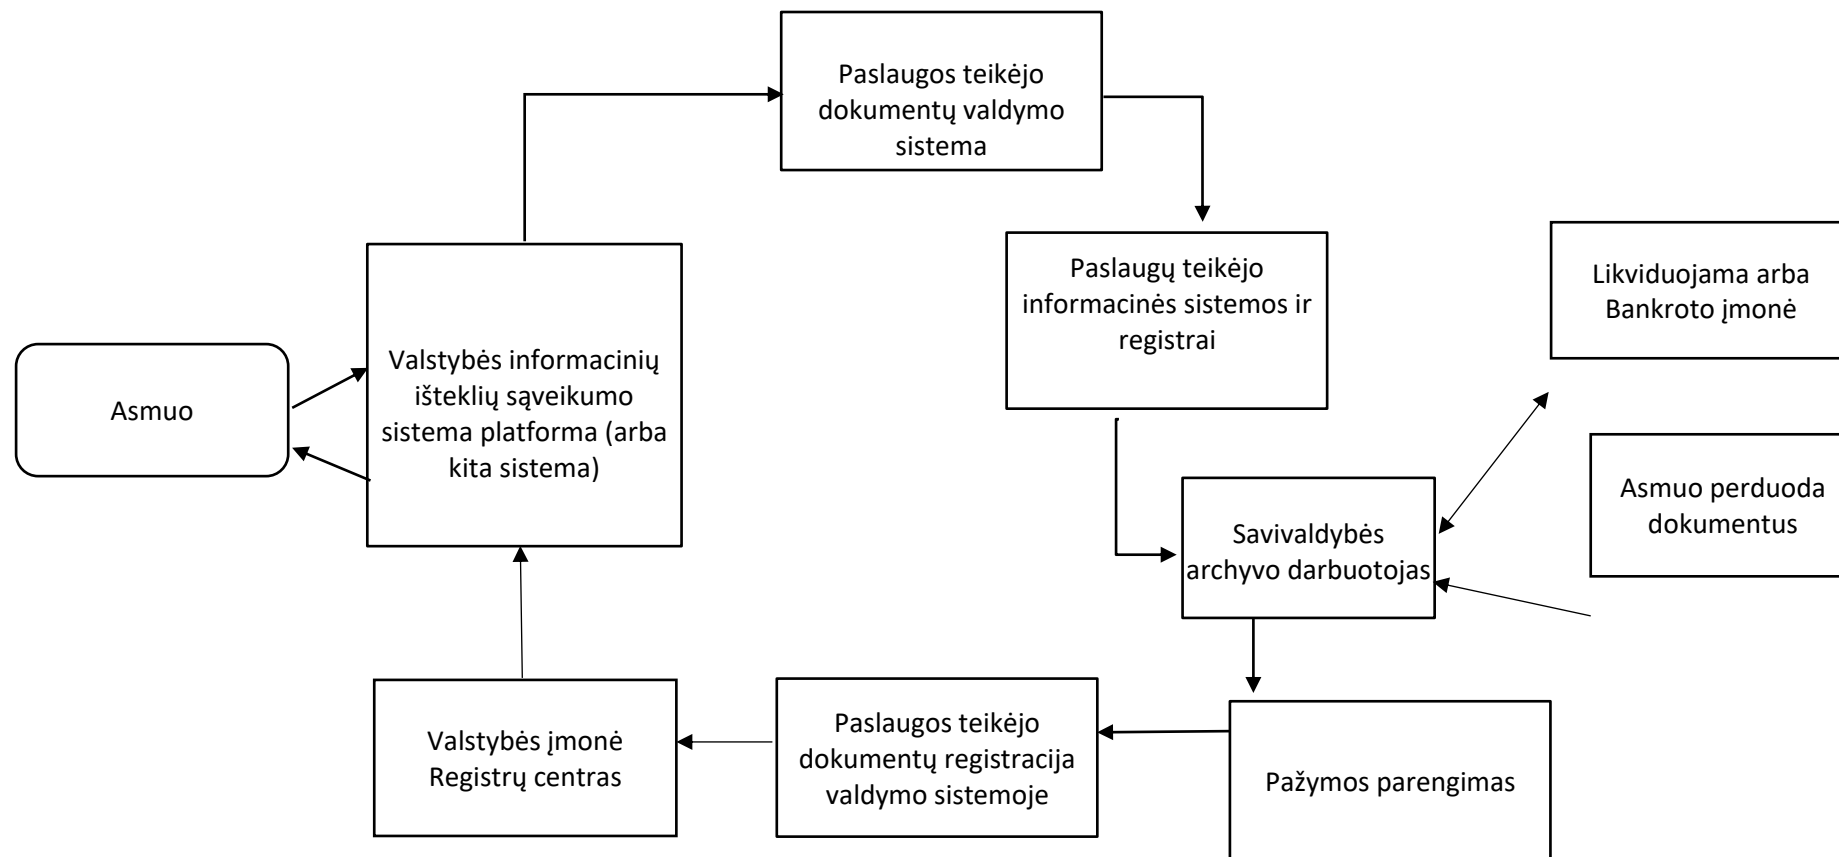 Paslaugos teikėjo
dokumentų valdymo
sistema
Paslaugų teikėjo
informacinės sistemos ir
registrai
Likviduojama arba
Bankroto įmonė
Asmuo
Valstybės informacinių
išteklių sąveikumo
sistema platforma (arba
kita sistema)
Asmuo perduoda
dokumentus
Savivaldybės
archyvo darbuotojas
Valstybės įmonė
Registrų centras
Paslaugos teikėjo
dokumentų registracija
valdymo sistemoje
Pažymos parengimas